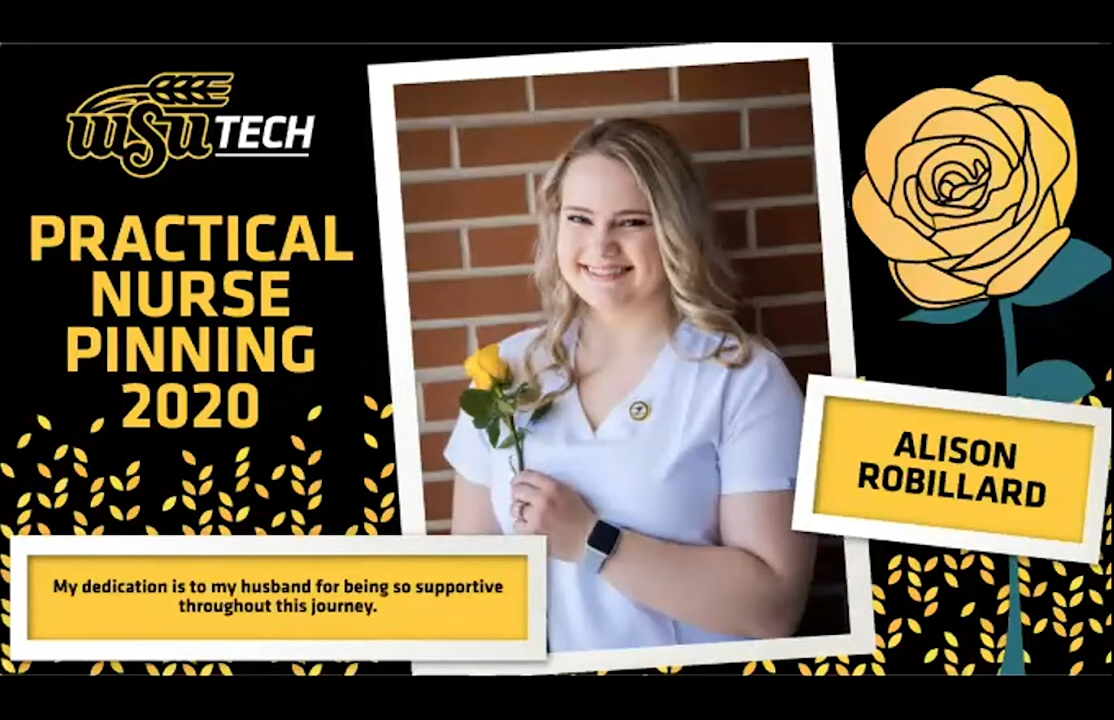 WSU TECH
PRACTICAL
NURSE
PINNING
2020
ALISON
ROBILLARD
My dedication is to my husband for being so supportive
throughout this journey.